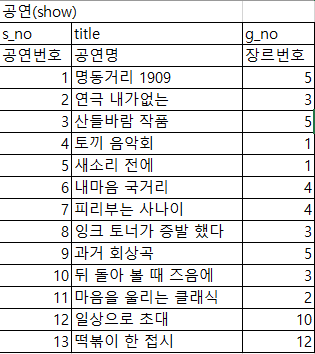 공연(show)
s_no title g_no
공연번호 공연명 장르번호
1 명동거리 1909 5
2 연극 내가없는 3
3 산들바람 작품 5
4 토끼 음악회 1
5 새소리 전에 1
6 내마음 국거리 4
7 피리부는 사나이 4
8 잉크 토너가 증발 했다 3
9 과거 회상곡 5
10 뒤 돌아 볼 때 즈음에 3
11 마음을 울리는 클래식 2
12 일상으로 초대 10
13 떡볶이 한 접시 12